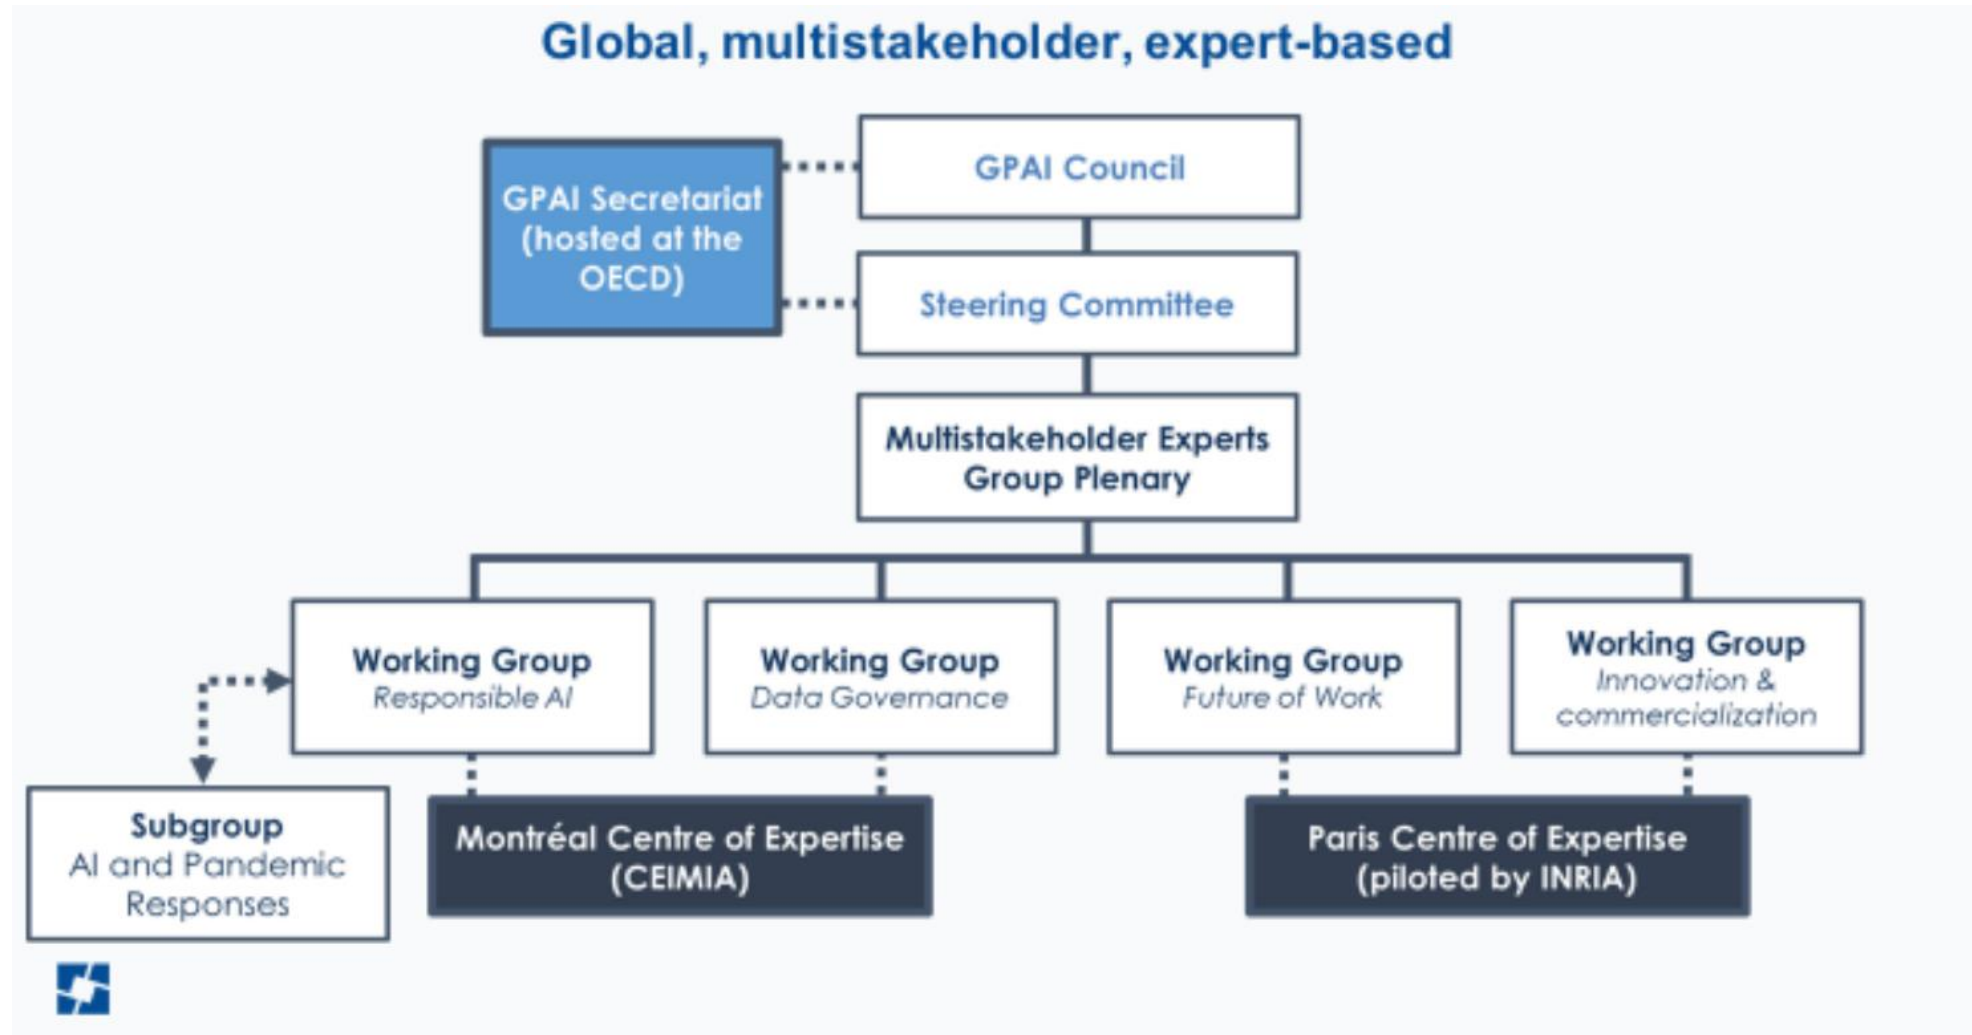 Global, multistakeholder, expert-based
GPAI Council
GPAI Secretariat
(hosted at the
OECD)
Steering Committee
Multistakeholder Experts
Group Plenary
Working Group
Responsible AI
Working Group
Data Governance
Working Group
Future of Work
Working Group
Innovation &
commercialization
Subgroup
AI and Pandemic
Responses
Montréal Centre of Expertise
(CEIMIA)
Paris Centre of Expertise
(piloted by INRIA)